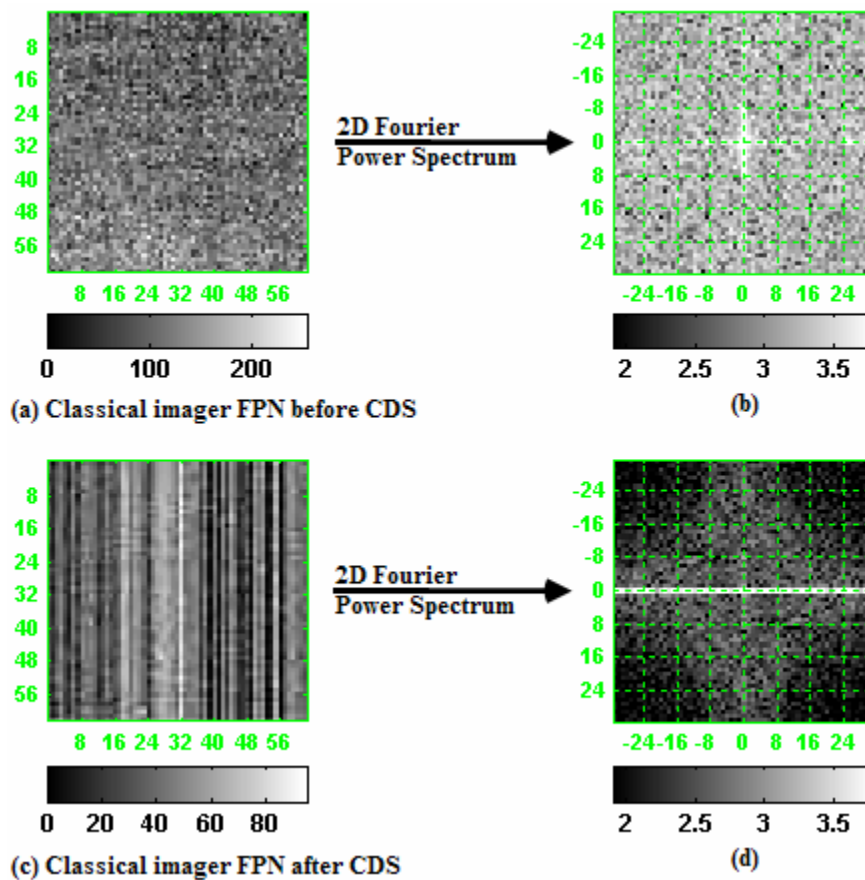 8
16
24
32
40
48
56
8 16 24 32 40 48 56
0 100 200
(a) Classical imager FPN before CDS
2D Fourier
Power Spectrum
-24
-16
-8
0
8
16
24
-24 -16 -8 0 8 16 24
2 2.5 3 3.5
(b)
8
16
24
32
40
48
56
8 16 24 32 40 48 56
0 20 40 60 80
(c) Classical imager FPN after CDS
2D Fourier
Power Spectrum
-24
-16
-8
0
8
16
24
-24 -16 -8 0 8 16 24
2 2.5 3 3.5
(d)